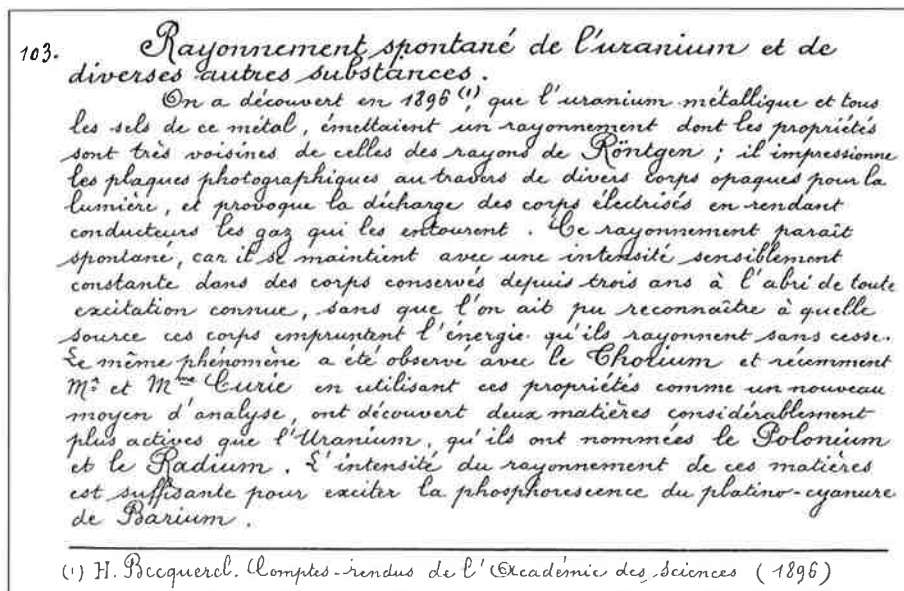 103. Rayonnement spontané de l'uranium et de
diverses autres substances.
On a découvert en 1896 (1), que l'uranium métallique et tous
les sels de ce métal, émettaient un rayonnement dont les propriétés
sont très voisines de celles des rayons de Röntgen ; il impressionne
les plaques photographiques au travers de divers corps opaques pour la
lumière, et provoque la décharge des corps électrisés en rendant
conducteurs les gaz qui les entourent. Ce rayonnement paraît
spontané, car il se maintient avec une intensité sensiblement
constante dans des corps conservés depuis trois ans à l'abri de toute
excitation connue, sans que l'on ait pu reconnaître à quelle
source ces corps empruntent l'énergie qu'ils rayonnent sans cesse.
Le même phénomène a été observé avec le Thorium et récemment
Mr et Mme Curie en utilisant ces propriétés comme un nouveau
moyen d'analyse, ont découvert deux matières considérablement
plus actives que l'Uranium, qu'ils ont nommées le Polonium
et le Radium. L'intensité du rayonnement de ces matières
est suffisante pour exciter la phosphorescence du platino-cyanure
de Barium.
(1) H. Becquerel. Comptes-rendus de l'Académie des Sciences (1896)